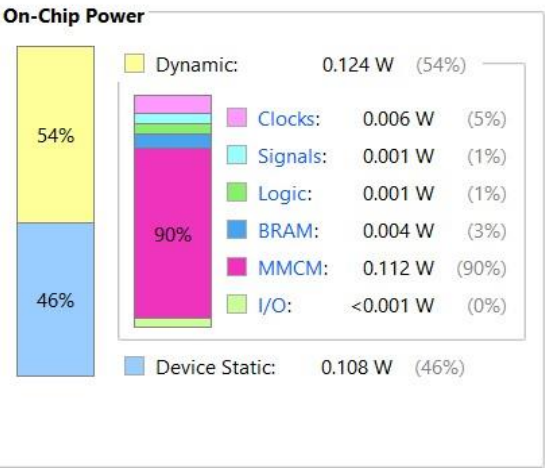 On-Chip Power
54%
46%
Dynamic: 0.124 W (54%)
90%
Clocks: 0.006 W (5%)
Signals: 0.001 W (1%)
Logic: 0.001 W (1%)
BRAM: 0.004 W (3%)
MMCM: 0.112 W (90%)
I/O: <0.001 W (0%)
Device Static: 0.108 W (46%)